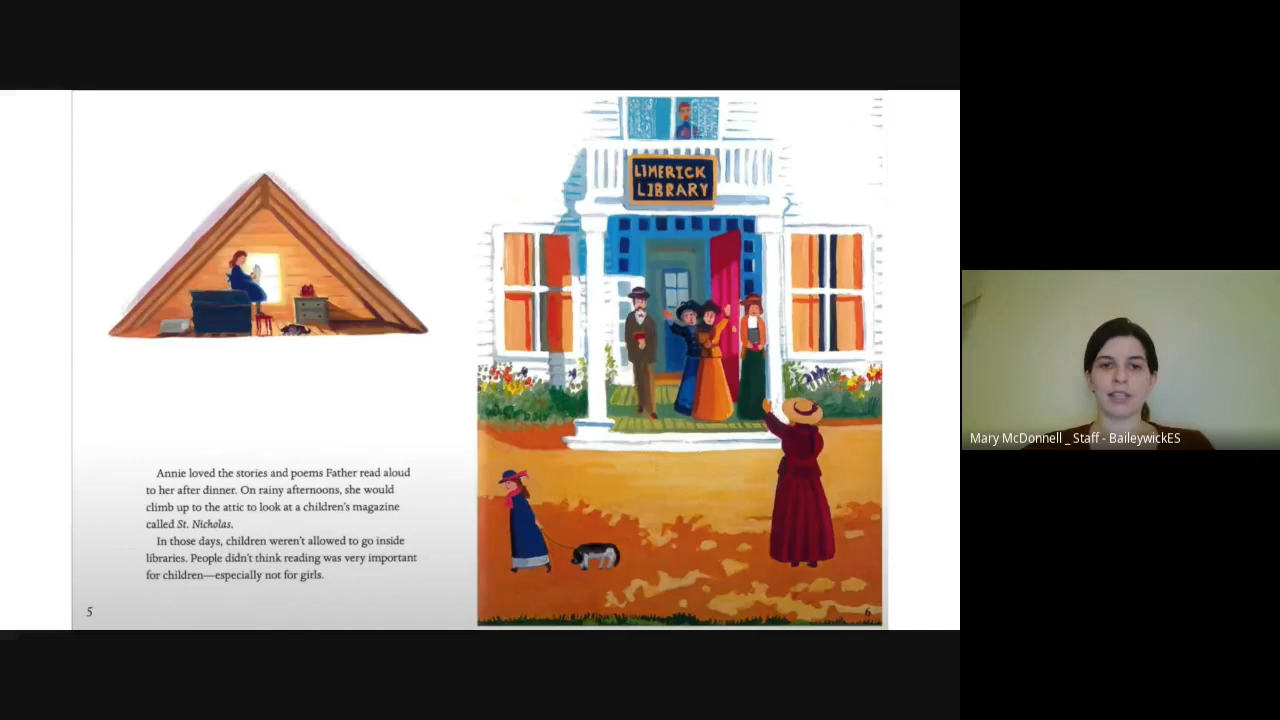 LIMERICK
LIBRARY
Annie loved the stories and poems Father read aloud
to her after dinner. On rainy afternoons, she would
climb up to the attic to look at a children's magazine
called St. Nicholas.
In those days, children weren't allowed to go inside
libraries. People didn't think reading was very important
for children—especially not for girls.
5
6
Mary McDonnell _ Staff - BaileywickES